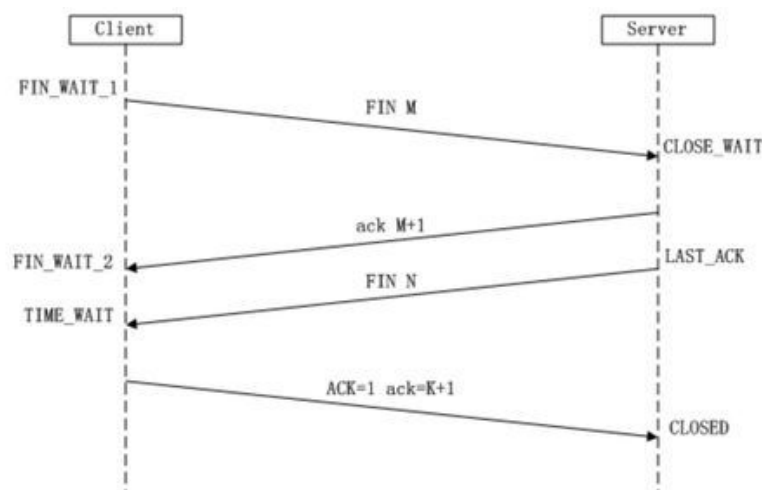 Client
Server
FIN_WAIT_1
FIN M
CLOSE_WAIT
ack M+1
FIN_WAIT_2
LAST_ACK
FIN N
TIME_WAIT
ACK=1 ack=K+1
CLOSED